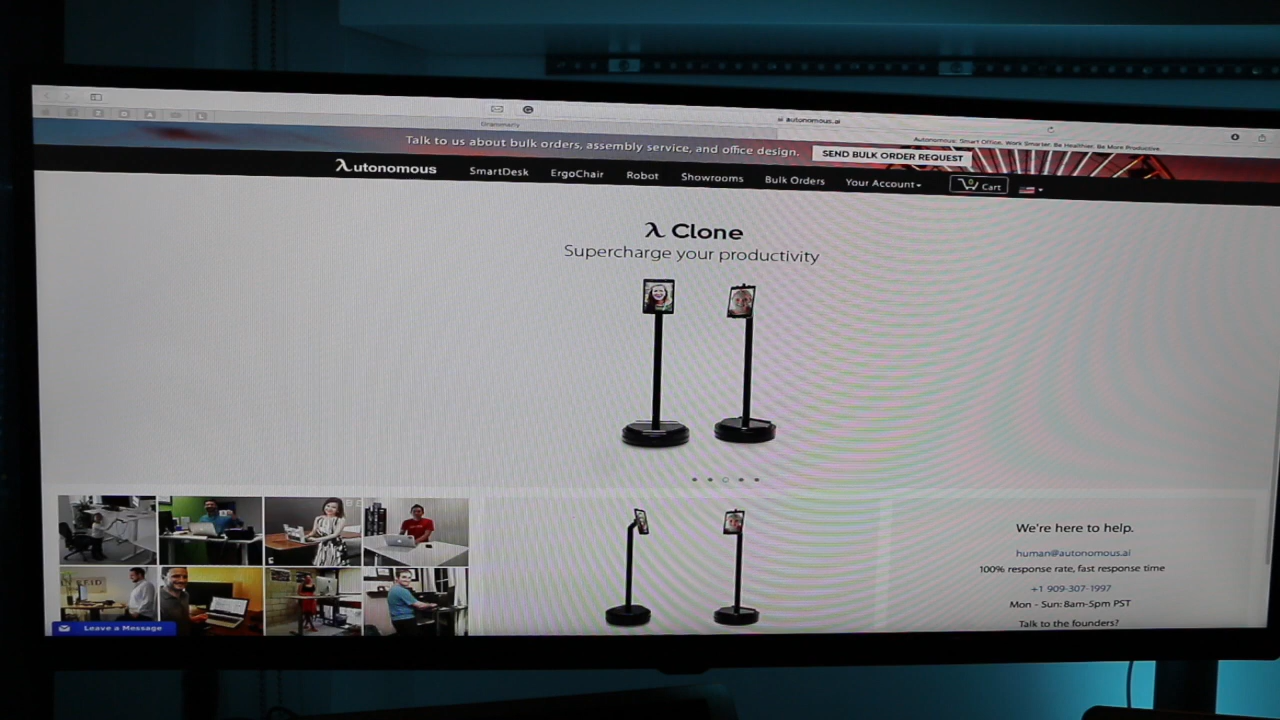 autonomous.ai
Grammarly
Autonomous: Smart Office. Work Smarter. Be Healthier. Be More Productive.
Talk to us about bulk orders, assembly service, and office design.
SEND BULK ORDER REQUEST
λutonomous
SmartDesk
ErgoChair
Robot
Showrooms
Bulk Orders
Your Account
0
Cart
λ Clone
Supercharge your productivity
We're here to help.
human@autonomous.ai
100% response rate, fast response time
+1 909-307-1997
Mon - Sun: 8am-5pm PST
Talk to the founders?
Leave a Message